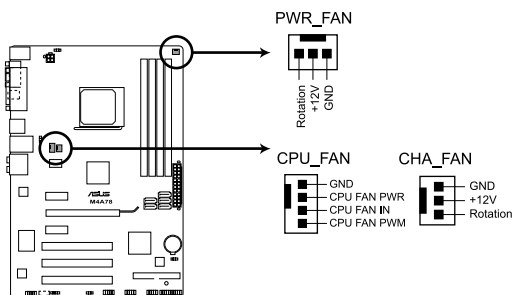 PWR_FAN
Rotation
+12V
GND
CPU_FAN
GND
CPU FAN PWR
CPU FAN IN
CPU FAN PWM
CHA_FAN
GND
+12V
Rotation
ASUS
M4A78